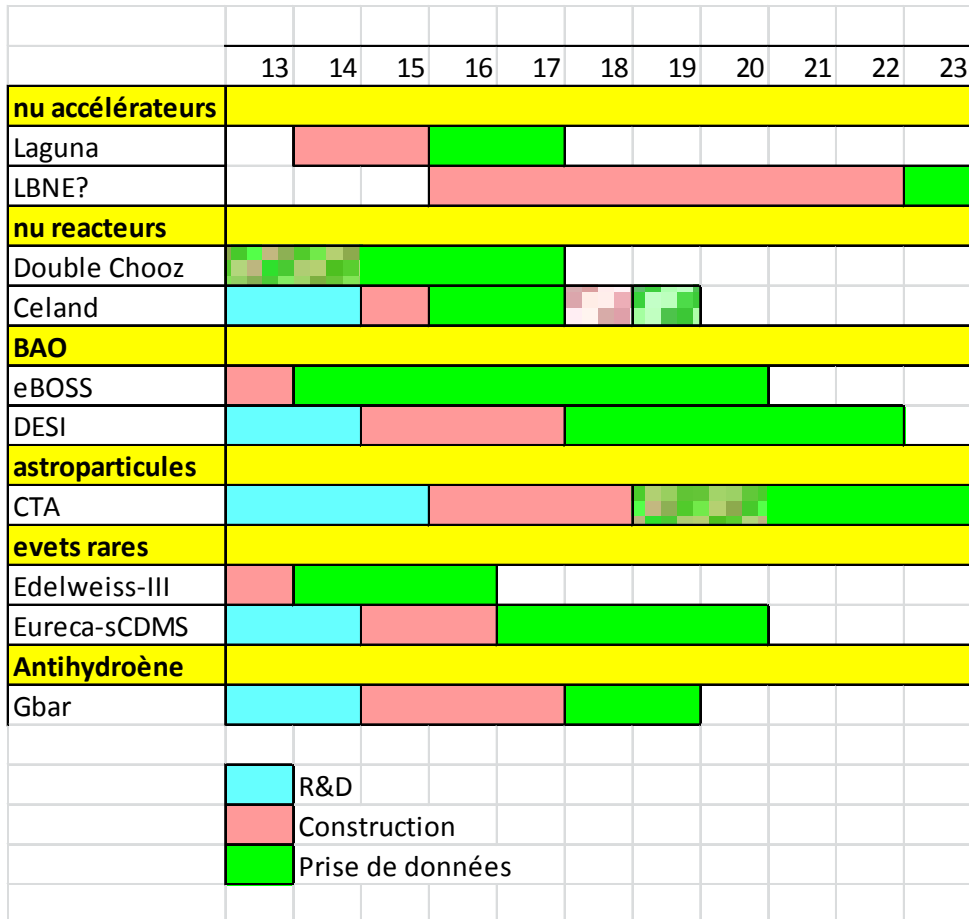 13 14 15 16 17 18 19 20 21 22 23
nu accélérateurs
Laguna
LBNE?
nu reacteurs
Double Chooz
Celand
BAO
eBOSS
DESI
astroparticules
CTA
evets rares
Edelweiss-III
Eureca-sCDMS
Antihydroène
Gbar
R&D
Construction
Prise de données